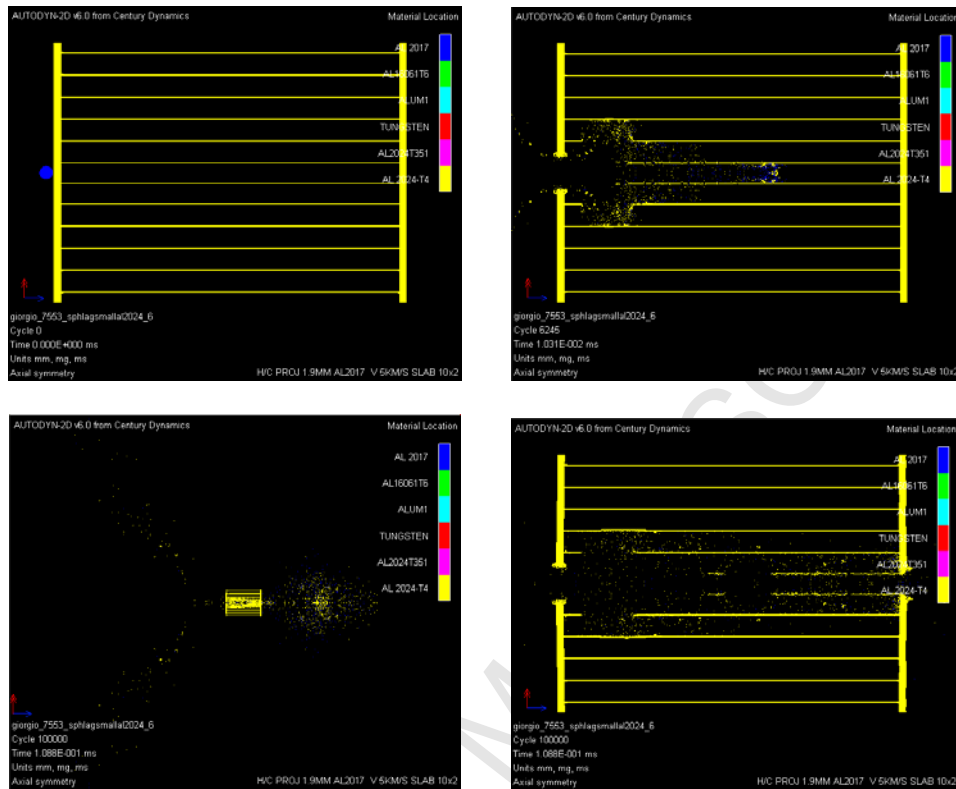 AUTODYN-2D v6.0 from Century Dynamics
Material Location
AL 2017
AL16061T6
ALUM1
TUNGSTEN
AL2024T351
AL 2024-T4
giorgio_7553_sphlagsmallal2024_6
Cycle 0
Time 0.000E+000 ms
Units mm, mg, ms
Axial symmetry
H/C PROJ 1.9MM AL2017 V 5KM/S SLAB 10x2
AUTODYN-2D v6.0 from Century Dynamics
Material Location
AL 2017
AL16061T6
ALUM1
TUNGSTEN
AL2024T351
AL 2024-T4
giorgio_7553_sphlagsmallal2024_6
Cycle 6246
Time 1.031E-002 ms
Units mm, mg, ms
Axial symmetry
H/C PROJ 1.9MM AL2017 V 5KM/S SLAB 10x2
AUTODYN-2D v6.0 from Century Dynamics
Material Location
AL 2017
AL16061T6
ALUM1
TUNGSTEN
AL2024T351
AL 2024-T4
giorgio_7553_sphlagsmallal2024_6
Cycle 100000
Time 1.088E-001 ms
Units mm, mg, ms
Axial symmetry
H/C PROJ 1.9MM AL2017 V 5KM/S SLAB 10x2
AUTODYN-2D v6.0 from Century Dynamics
Material Location
AL 2017
AL16061T6
ALUM1
TUNGSTEN
AL2024T351
AL 2024-T4
giorgio_7553_sphlagsmallal2024_6
Cycle 100000
Time 1.088E-001 ms
Units mm, mg, ms
Axial symmetry
H/C PROJ 1.9MM AL2017 V 5KM/S SLAB 10x2